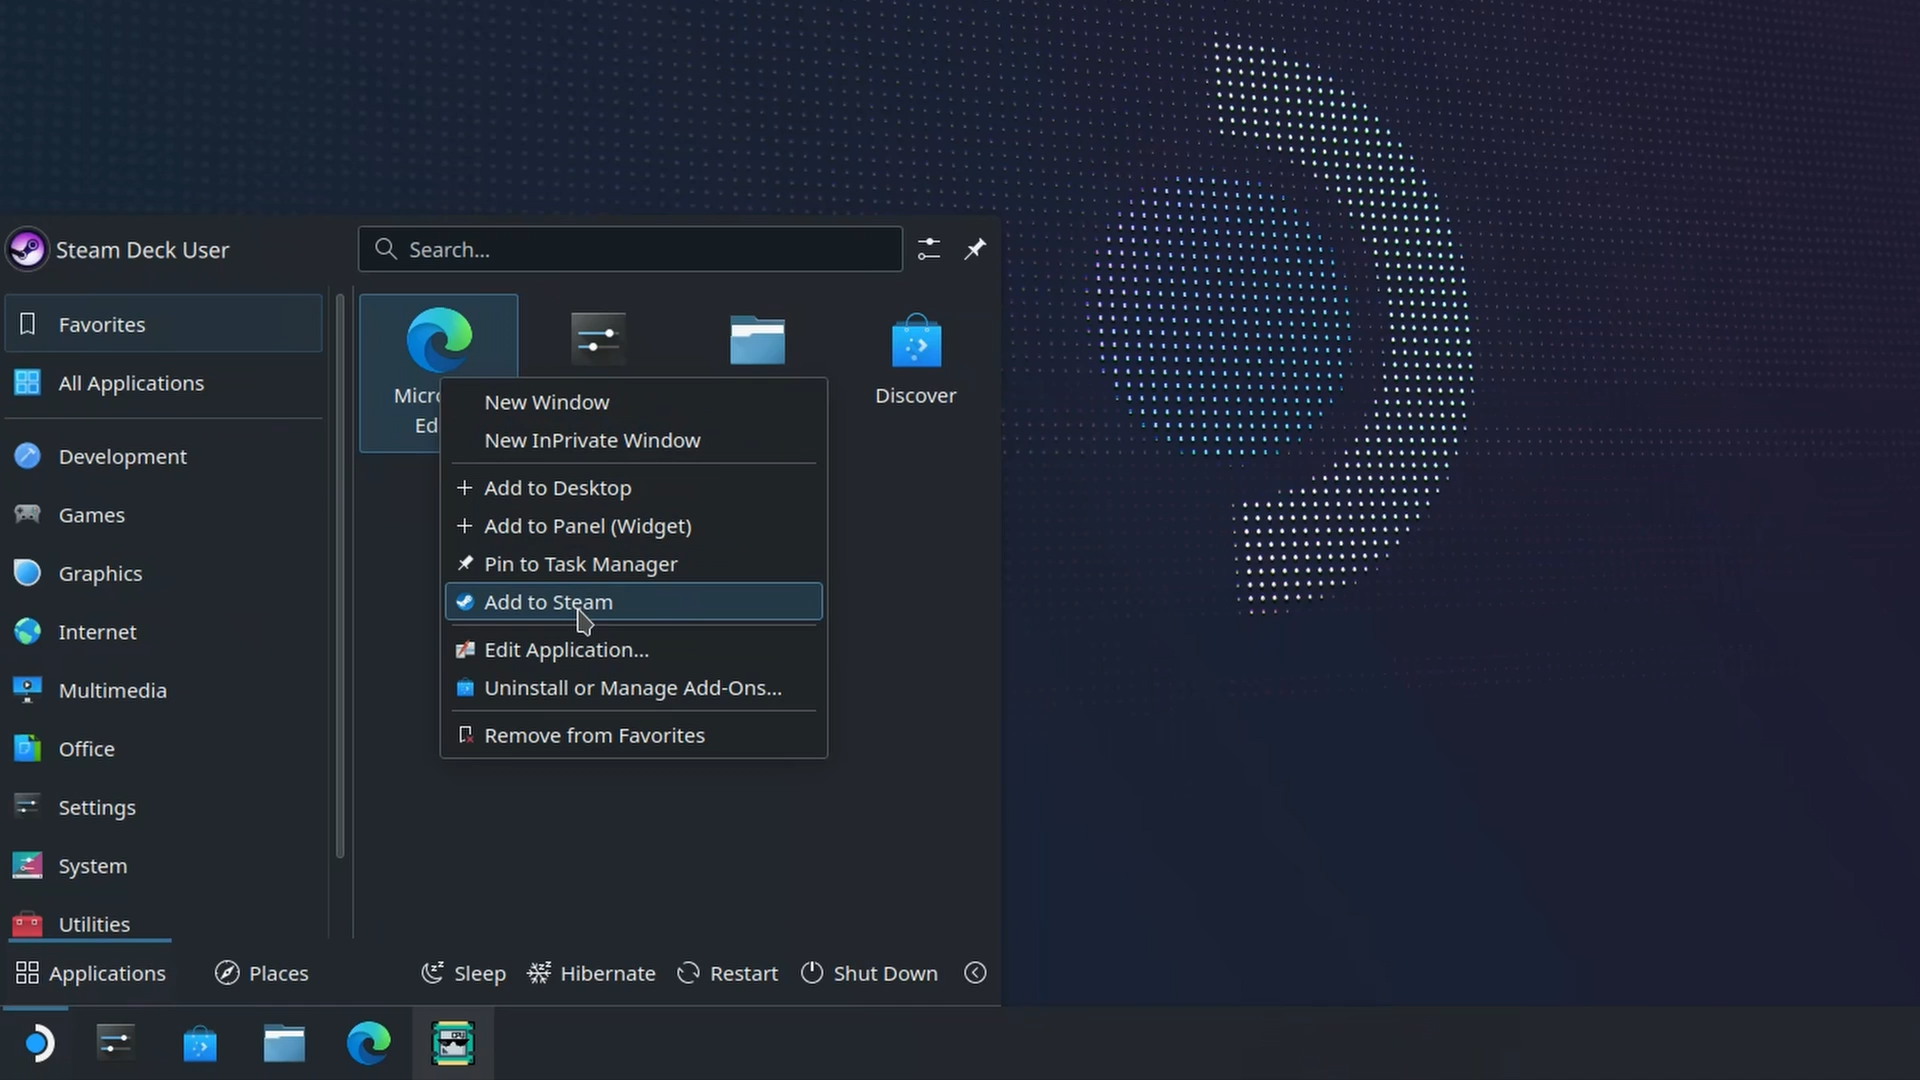 Steam Deck User
Search...
Favorites
All Applications
Development
Games
Graphics
Internet
Multimedia
Office
Settings
System
Utilities
Micro
Ed
Discover
New Window
New InPrivate Window
Add to Desktop
Add to Panel (Widget)
Pin to Task Manager
Add to Steam
Edit Application...
Uninstall or Manage Add-Ons...
Remove from Favorites
Applications
Places
Sleep
Hibernate
Restart
Shut Down
CPU